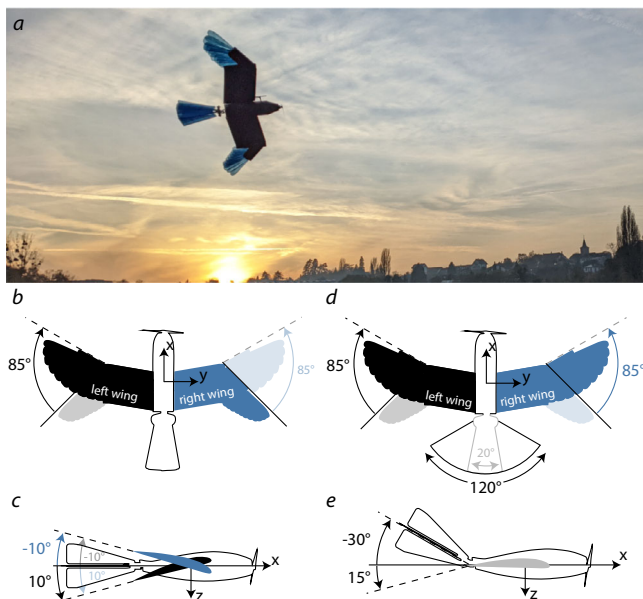 a
b
d
85°
x
y
left wing
right wing
85°
85°
x
y
left wing
right wing
85°
20°
120°
c
e
-10°
-10°
10°
10°
x
z
-30°
15°
x
z